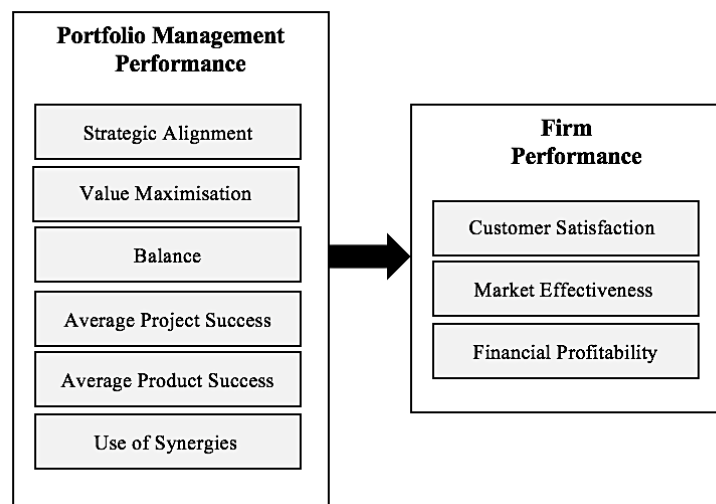 Portfolio Management
Performance
Strategic Alignment
Value Maximisation
Balance
Average Project Success
Average Product Success
Use of Synergies
Firm
Performance
Customer Satisfaction
Market Effectiveness
Financial Profitability